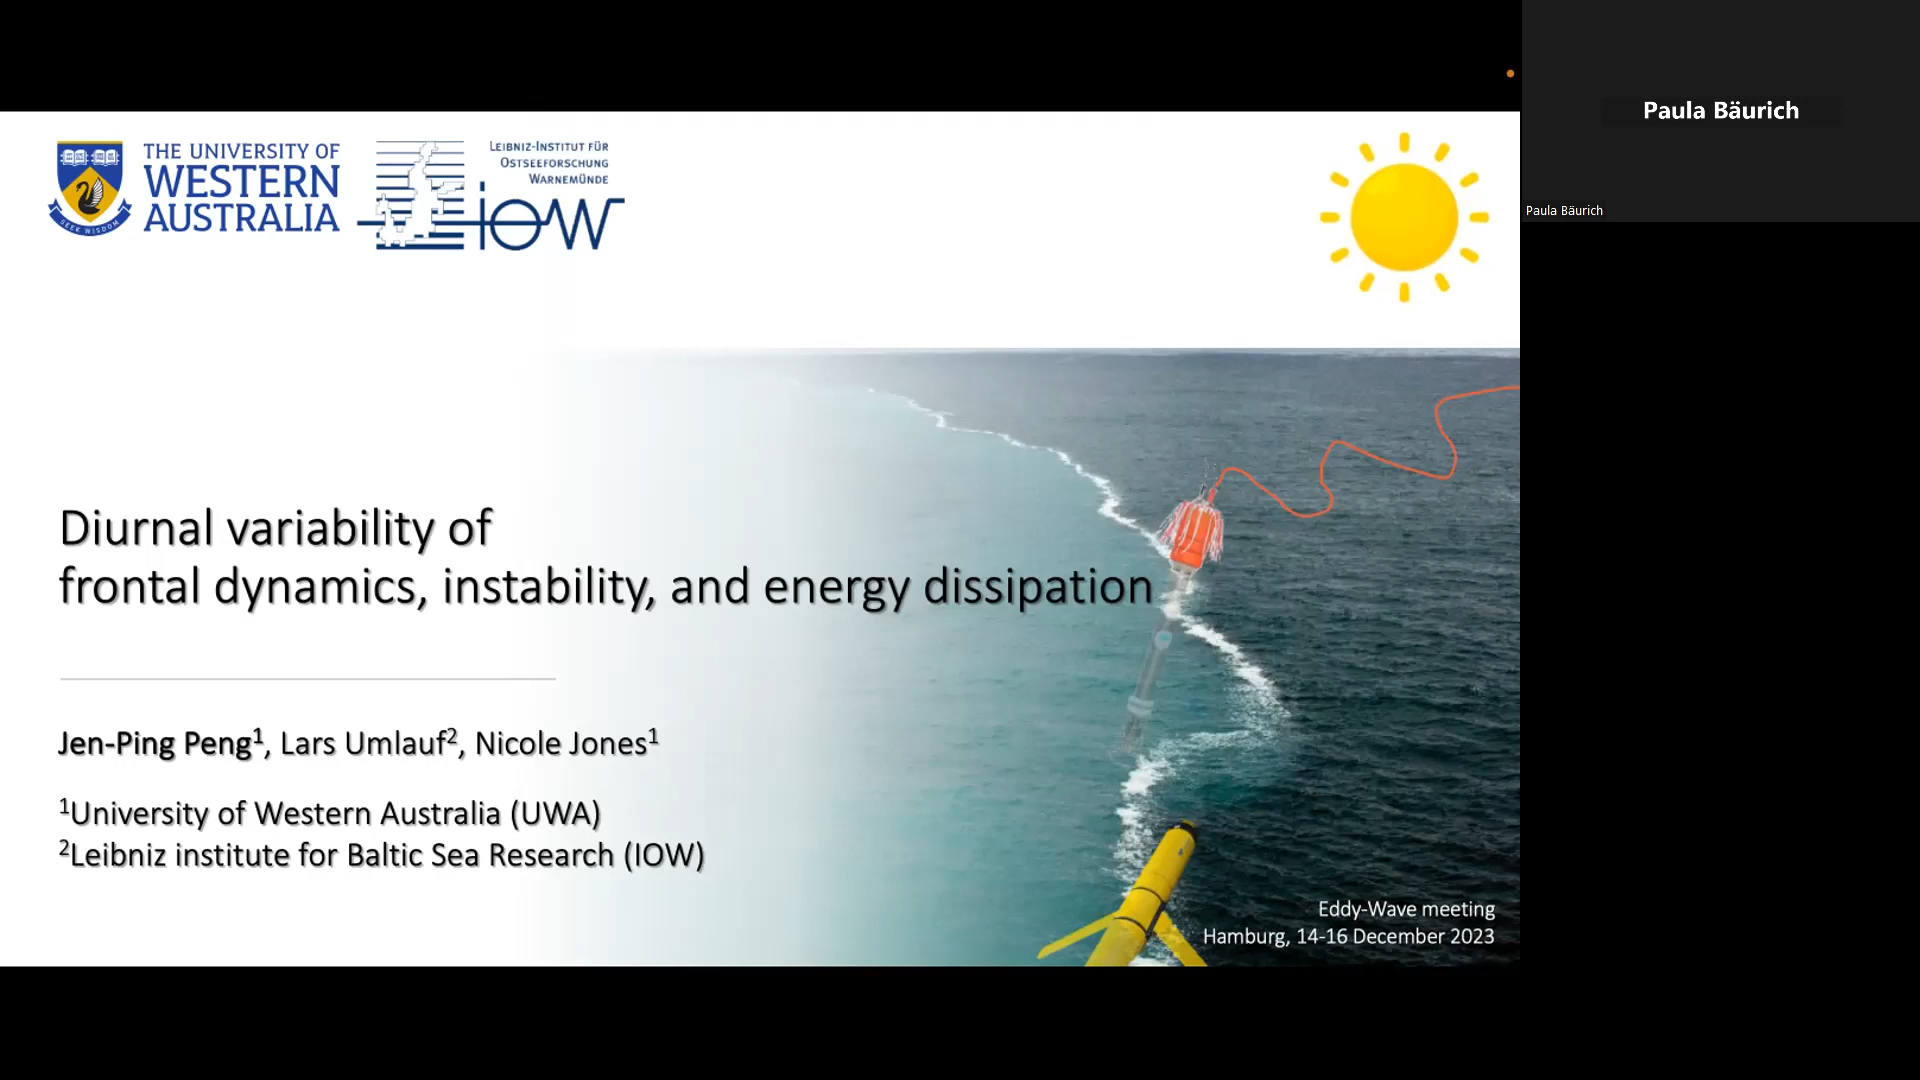 THE UNIVERSITY OF
WESTERN
AUSTRALIA
SEEK WISDOM
LEIBNIZ-INSTITUT FÜR
OSTSEEFORSCHUNG
WARNEMÜNDE
iOW
Diurnal variability of
frontal dynamics, instability, and energy dissipation
Jen-Ping Peng¹, Lars Umlauf², Nicole Jones¹
¹University of Western Australia (UWA)
²Leibniz institute for Baltic Sea Research (IOW)
Eddy-Wave meeting
Hamburg, 14-16 December 2023
Paula Bäurich
Paula Bäurich